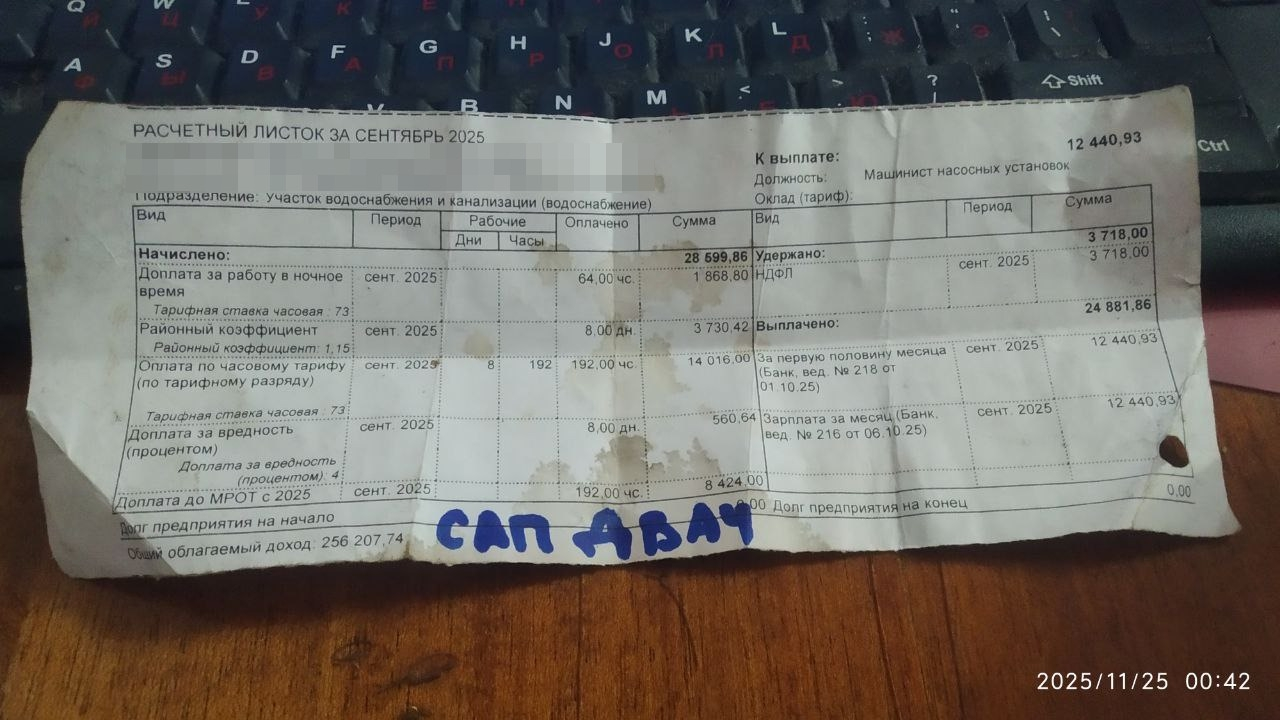 Q Й W Ц
A Ф S Ы D В F А G П H Р J О K Л L Д : ; Ж " ' Э | \
V B N M < > ? / Shift
Ctrl
РАСЧЕТНЫЙ ЛИСТОК ЗА СЕНТЯБРЬ 2025
К выплате: 12 440,93
Должность: Машинист насосных установок
Подразделение: Участок водоснабжения и канализации (водоснабжение) Оклад (тариф):
Вид Период Рабочие Оплачено Сумма Вид Период Сумма
Дни Часы
Начислено: 28 599,86 Удержано: 3 718,00
Доплата за работу в ночное время сент. 2025 64,00 чс. 1 868,80 НДФЛ сент. 2025 3 718,00
Тарифная ставка часовая : 73
Районный коэффициент сент. 2025 8,00 дн. 3 730,42 Выплачено: 24 881,86
Районный коэффициент: 1,15
Оплата по часовому тарифу (по тарифному разряду) сент. 2025 8 192 192,00 чс. 14 016,00 За первую половину месяца (Банк, вед. № 218 от 01.10.25) сент. 2025 12 440,93
Тарифная ставка часовая : 73
Доплата за вредность (процентом) сент. 2025 8,00 дн. 560,64 Зарплата за месяц (Банк, вед. № 216 от 06.10.25) сент. 2025 12 440,93
Доплата за вредность (процентом): 4
Доплата до МРОТ с 2025 сент. 2025 192,00 чс. 8 424,00
Долг предприятия на начало 0,00 Долг предприятия на конец 0,00
Общий облагаемый доход: 256 207,74
САП ДВАЧ
2025/11/25 00:42